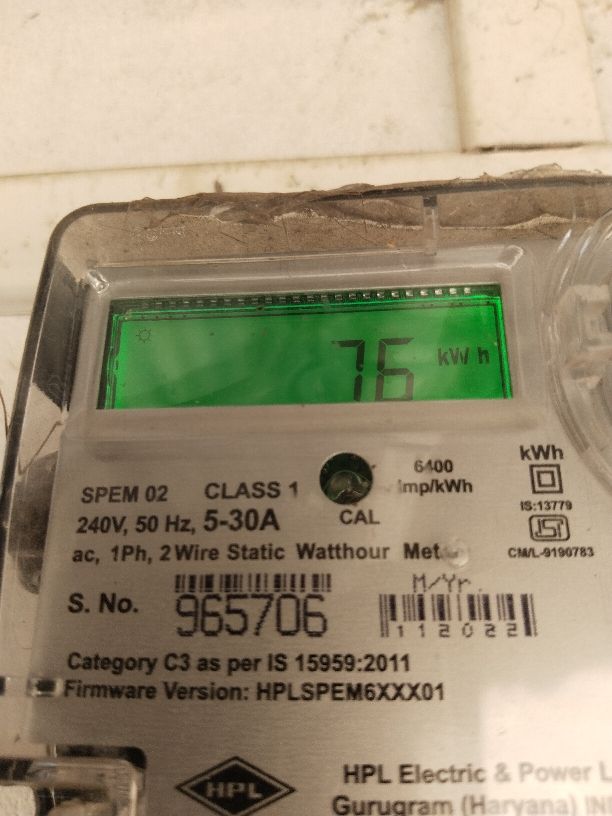 76 kWh
6400
imp/kWh
kWh
SPEM 02 CLASS 1
240V, 50 Hz, 5-30A
CAL
IS:13779
ISI
CM/L-9190783
ac, 1Ph, 2 Wire Static Watthour
S. No.
965706
M/Yr.
112022
Category C3 as per IS 15959:2011
Firmware Version: HPLSPEM6XXX01
HPL
HPL Electric & Power
Gurugram (Haryana)